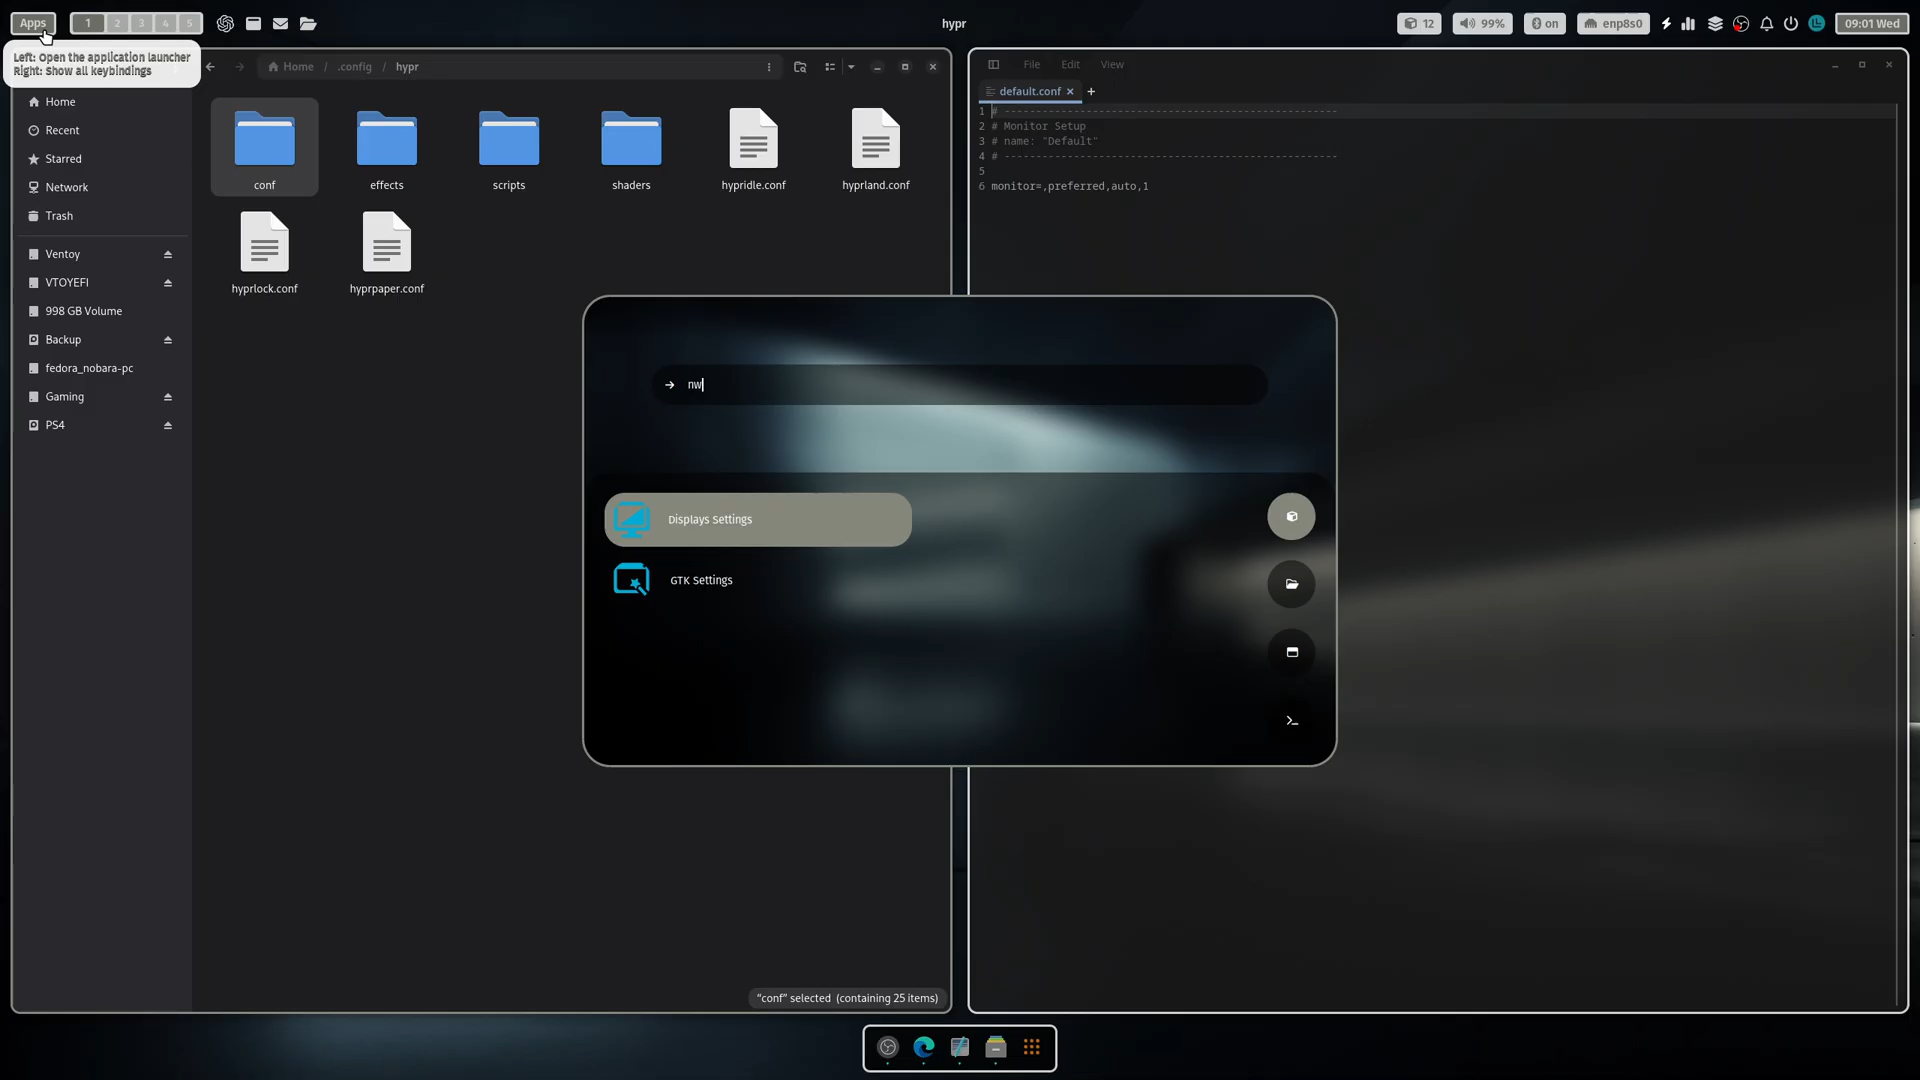 Apps
1 2 3 4 5
hypr
12
99%
on
enp8s0
09:01 Wed
Left: Open the application launcher
Right: Show all keybindings
Home / .config / hypr
Home
Recent
Starred
Network
Trash
Ventoy
VTOYEFI
998 GB Volume
Backup
fedora_nobara-pc
Gaming
PS4
conf
effects
scripts
shaders
hypridle.conf
hyprland.conf
hyprlock.conf
hyprpaper.conf
"conf" selected (containing 25 items)
File Edit View
default.conf
1 # -----------------------------------------------------
2 # Monitor Setup
3 # name: "Default"
4 # -----------------------------------------------------
5
6 monitor=,preferred,auto,1
nw
Displays Settings
GTK Settings